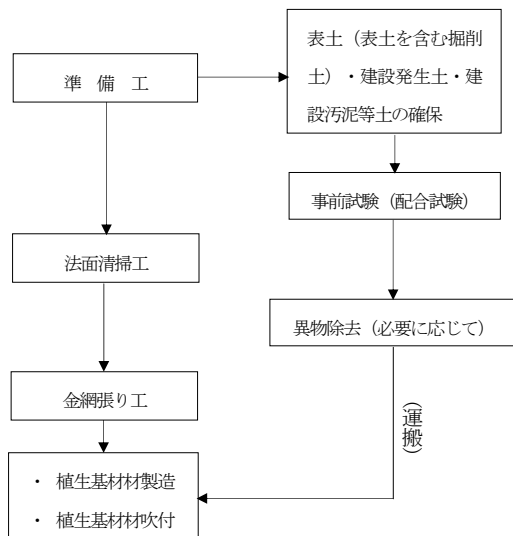 準　備　工
表土（表土を含む掘削
土）・建設発生土・建
設汚泥等土の確保
事前試験（配合試験）
法面清掃工
異物除去（必要に応じて）
金網張り工
（運搬）
・ 植生基材材製造
・ 植生基材材吹付